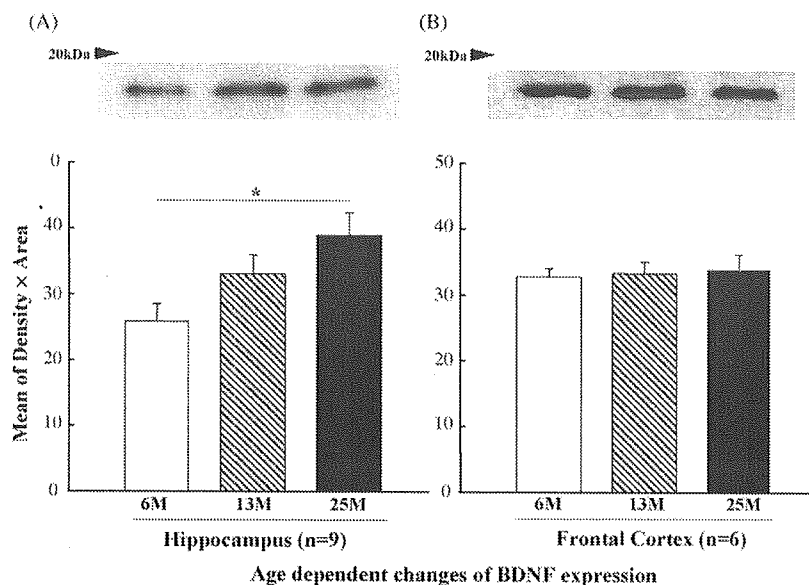 (A)
20kDa
(B)
20kDa
Mean of Density × Area
0
40
30
20
10
0
*
6M
13M
25M
Hippocampus (n=9)
50
40
30
20
10
0
6M
13M
25M
Frontal Cortex (n=6)
Age dependent changes of BDNF expression